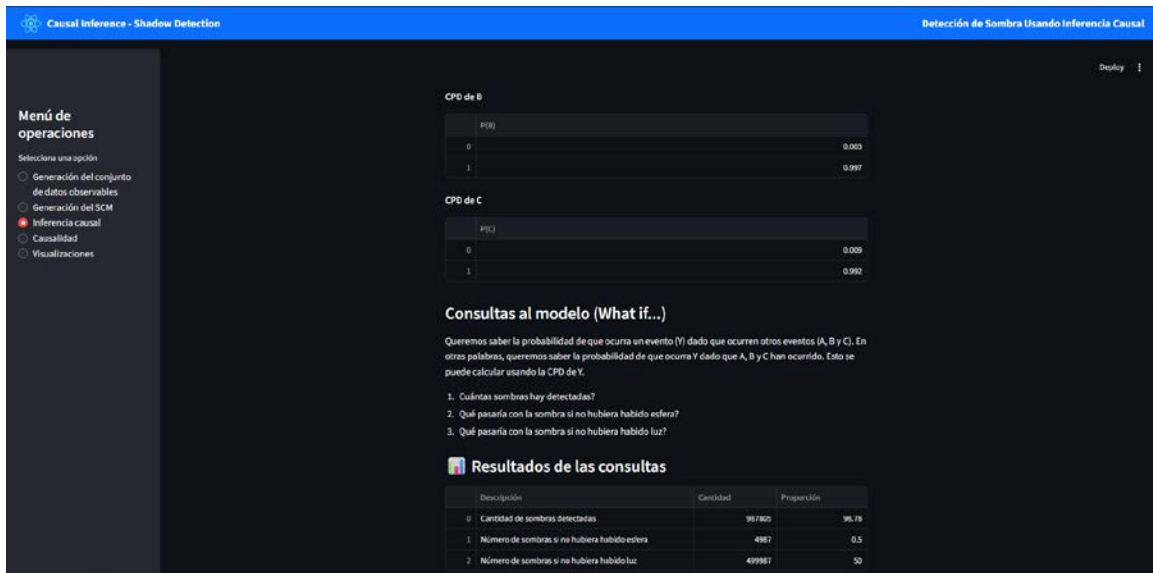 Causal Inference - Shadow Detection
Detección de Sombra Usando Inferencia Causal
Deploy
Menú de
operaciones
Selecciona una opción
Generación del conjunto
de datos observables
Generación del SCM
Inferencia causal
Causalidad
Visualizaciones
CPD de B
P(B)
0 0.003
1 0.997
CPD de C
P(C)
0 0.009
1 0.992
Consultas al modelo (What if...)
Queremos saber la probabilidad de que ocurra un evento (Y) dado que ocurren otros eventos (A, B y C). En
otras palabras, queremos saber la probabilidad de que ocurra Y dado que A, B y C han ocurrido. Esto se
puede calcular usando la CPD de Y.
1. Cuántas sombras hay detectadas?
2. Qué pasaría con la sombra si no hubiera habido esfera?
3. Qué pasaría con la sombra si no hubiera habido luz?
Resultados de las consultas
Descripción Cantidad Proporción
0 Cantidad de sombras detectadas 987805 98.78
1 Número de sombras si no hubiera habido esfera 4987 0.5
2 Número de sombras si no hubiera habido luz 499987 50